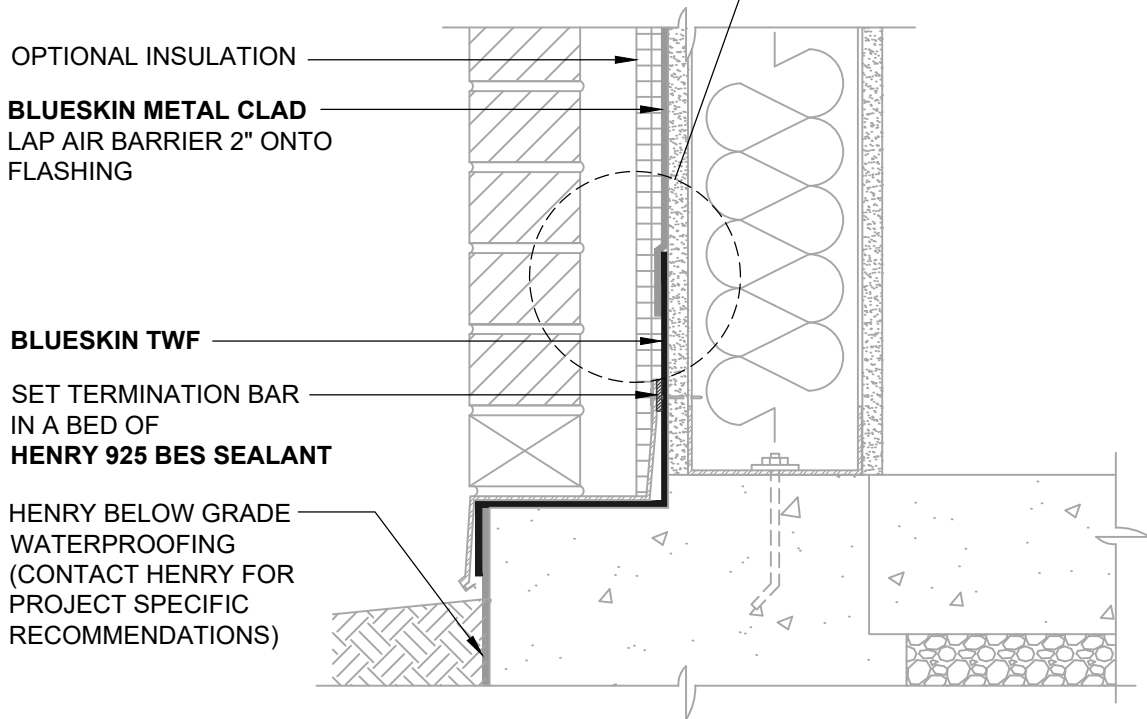 OPTIONAL INSULATION
BLUESKIN METAL CLAD
LAP AIR BARRIER 2" ONTO
FLASHING
BLUESKIN TWF
SET TERMINATION BAR
IN A BED OF
HENRY 925 BES SEALANT
HENRY BELOW GRADE
WATERPROOFING
(CONTACT HENRY FOR
PROJECT SPECIFIC
RECOMMENDATIONS)